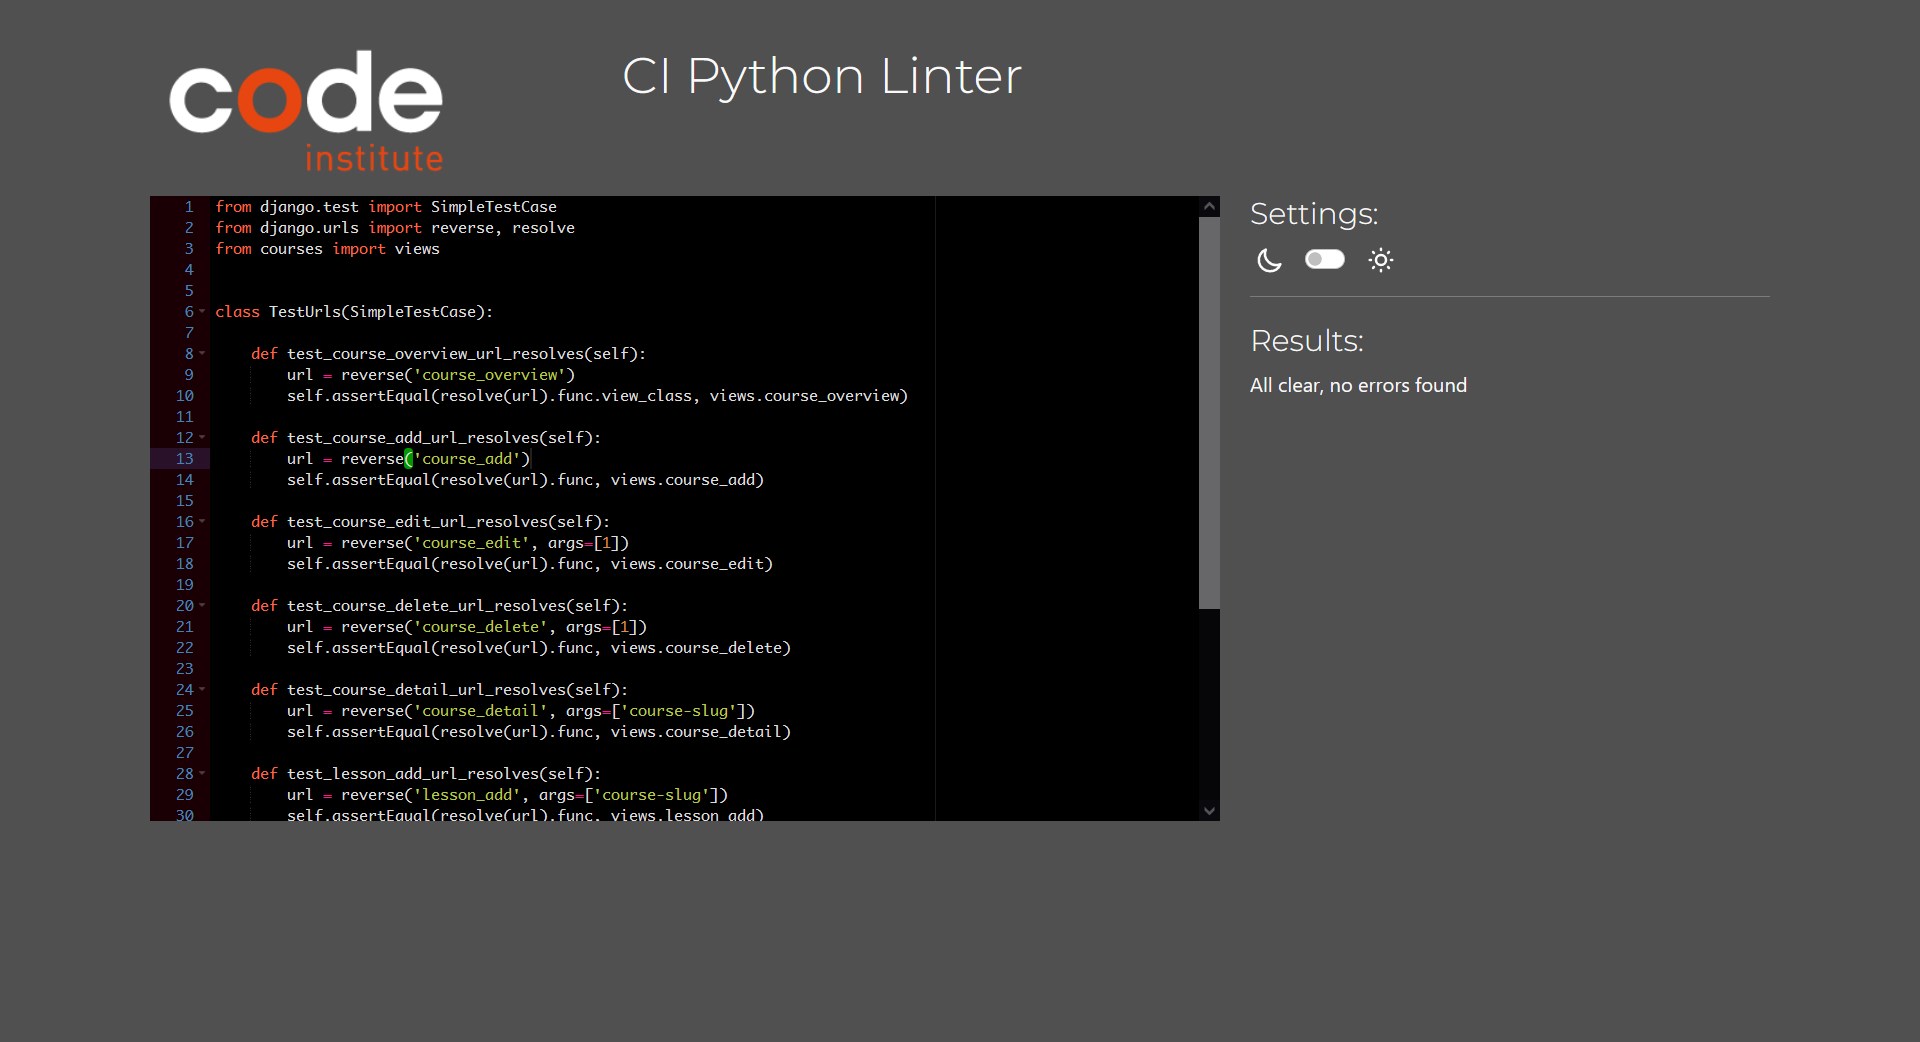 code
institute
CI Python Linter
1 from django.test import SimpleTestCase
2 from django.urls import reverse, resolve
3 from courses import views
4
5
6 class TestUrls(SimpleTestCase):
7
8     def test_course_overview_url_resolves(self):
9         url = reverse('course_overview')
10         self.assertEqual(resolve(url).func.view_class, views.course_overview)
11
12     def test_course_add_url_resolves(self):
13         url = reverse('course_add')
14         self.assertEqual(resolve(url).func, views.course_add)
15
16     def test_course_edit_url_resolves(self):
17         url = reverse('course_edit', args=[1])
18         self.assertEqual(resolve(url).func, views.course_edit)
19
20     def test_course_delete_url_resolves(self):
21         url = reverse('course_delete', args=[1])
22         self.assertEqual(resolve(url).func, views.course_delete)
23
24     def test_course_detail_url_resolves(self):
25         url = reverse('course_detail', args=['course-slug'])
26         self.assertEqual(resolve(url).func, views.course_detail)
27
28     def test_lesson_add_url_resolves(self):
29         url = reverse('lesson_add', args=['course-slug'])
30         self.assertEqual(resolve(url).func, views.lesson_add)
Settings:
Results:
All clear, no errors found